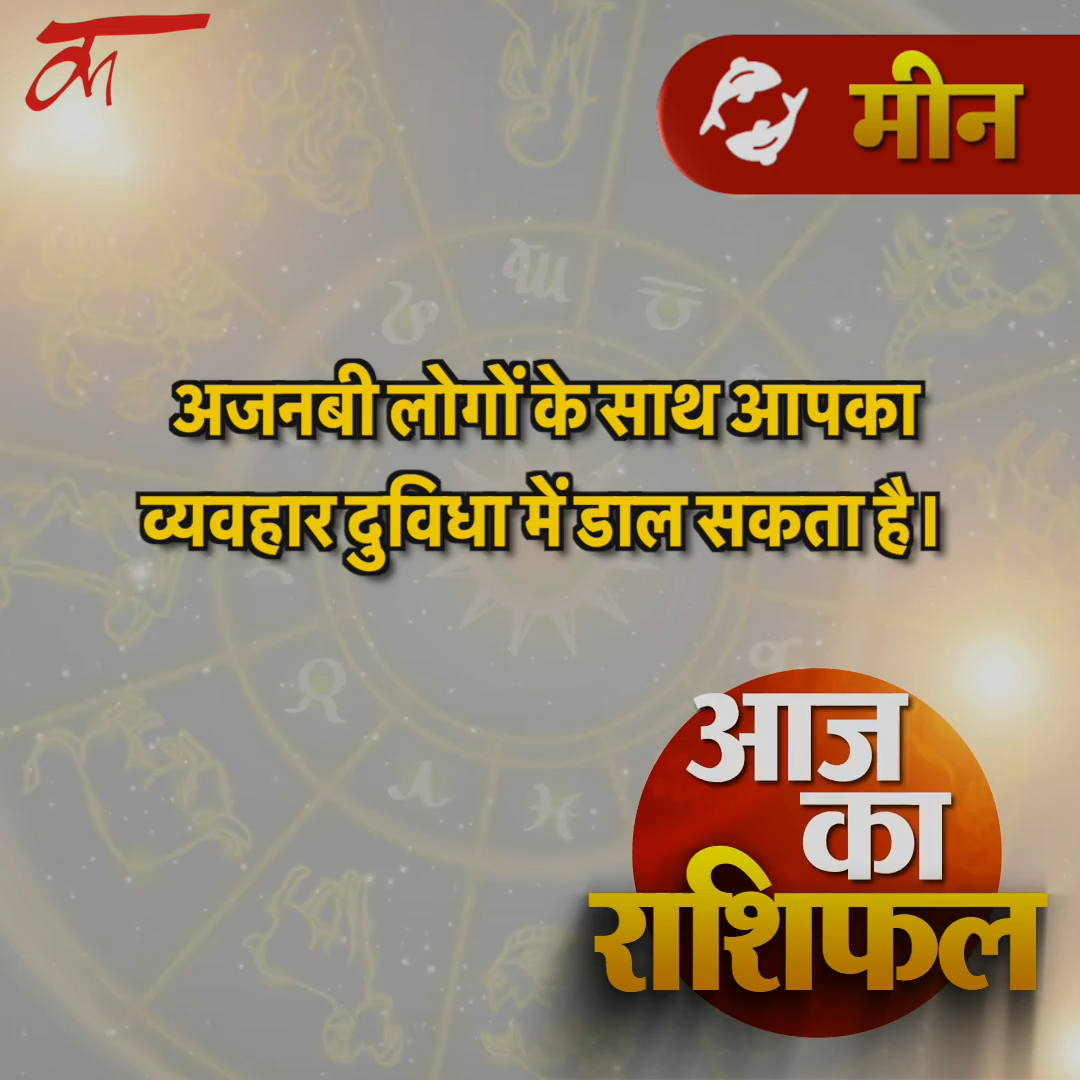 मीन
अजनबी लोगों के साथ आपका
व्यवहार दुविधा में डाल सकता है।
आज
का
राशिफल